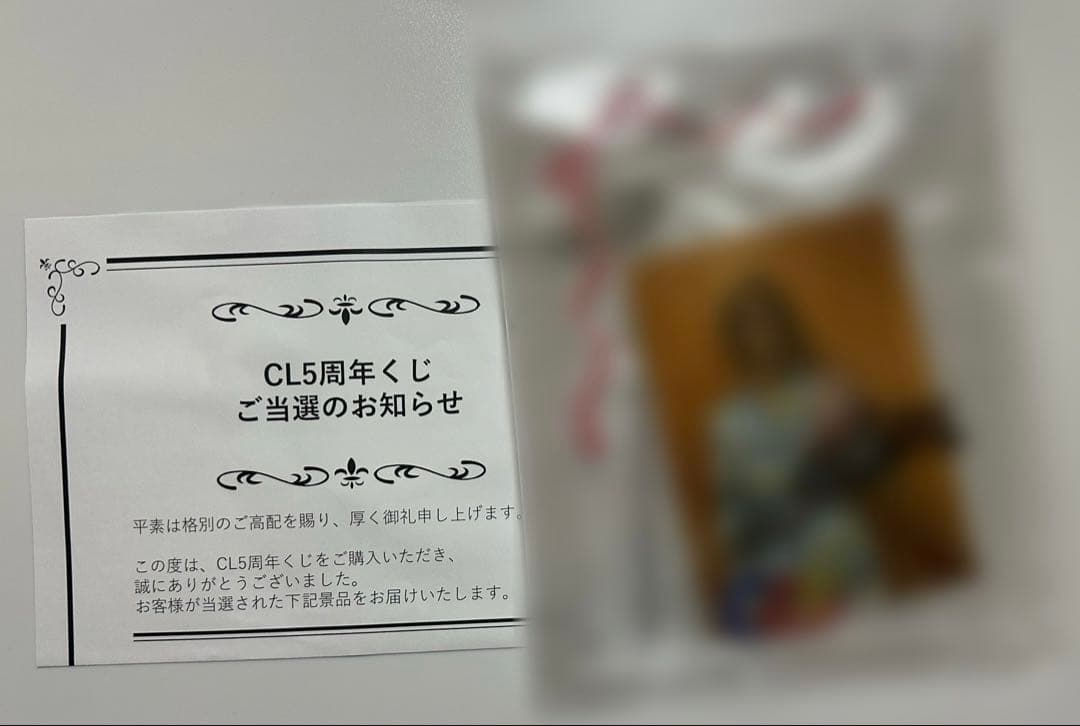 CL5周年くじ
ご当選のお知らせ
平素は格別のご高配を賜り、厚く御礼申し上げます。
この度は、CL5周年くじをご購入いただき、
誠にありがとうございました。
お客様が当選された下記景品をお届けいたします。